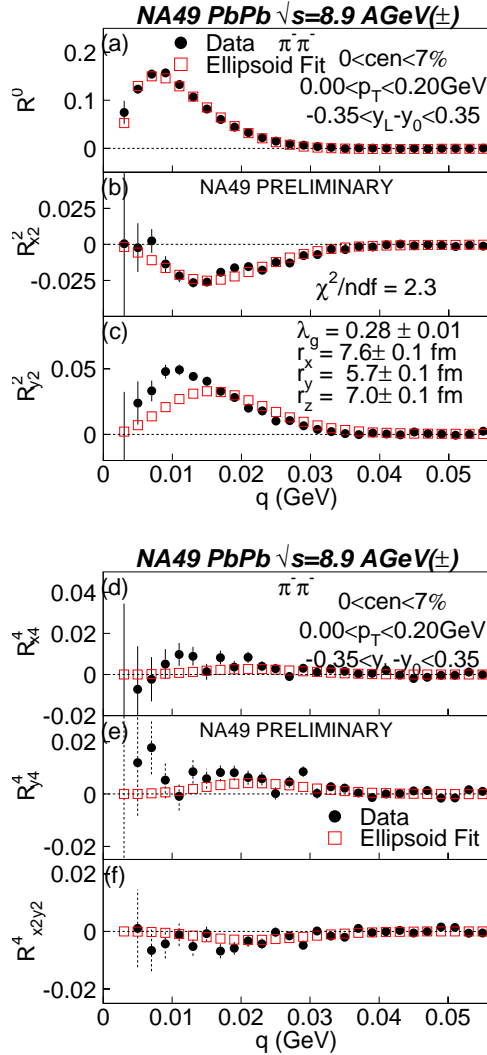 NA49 PbPb √s=8.9 AGeV(±)
(a) Data π⁻π⁻
Ellipsoid Fit
0<cen<7%
0.00<p_T<0.20GeV
-0.35<y_L-y_0<0.35
R^0
0.2
0.1
0
(b) NA49 PRELIMINARY
R^2_x2
0.025
0
-0.025
χ²/ndf = 2.3
(c)
λ_g = 0.28 ± 0.01
r_x = 7.6± 0.1 fm
r_y = 5.7± 0.1 fm
r_z = 7.0± 0.1 fm
R^2_y2
0.05
0
0 0.01 0.02 0.03 0.04 0.05
q (GeV)
NA49 PbPb √s=8.9 AGeV(±)
(d) π⁻π⁻
0<cen<7%
0.00<p_T<0.20GeV
-0.35<y_L-y_0<0.35
R^4_x4
0.04
0.02
0
-0.02
(e) NA49 PRELIMINARY
R^4_y4
0.02
0
-0.02
Data
Ellipsoid Fit
(f)
R^4_x2y2
0.02
0
-0.02
0 0.01 0.02 0.03 0.04 0.05
q (GeV)